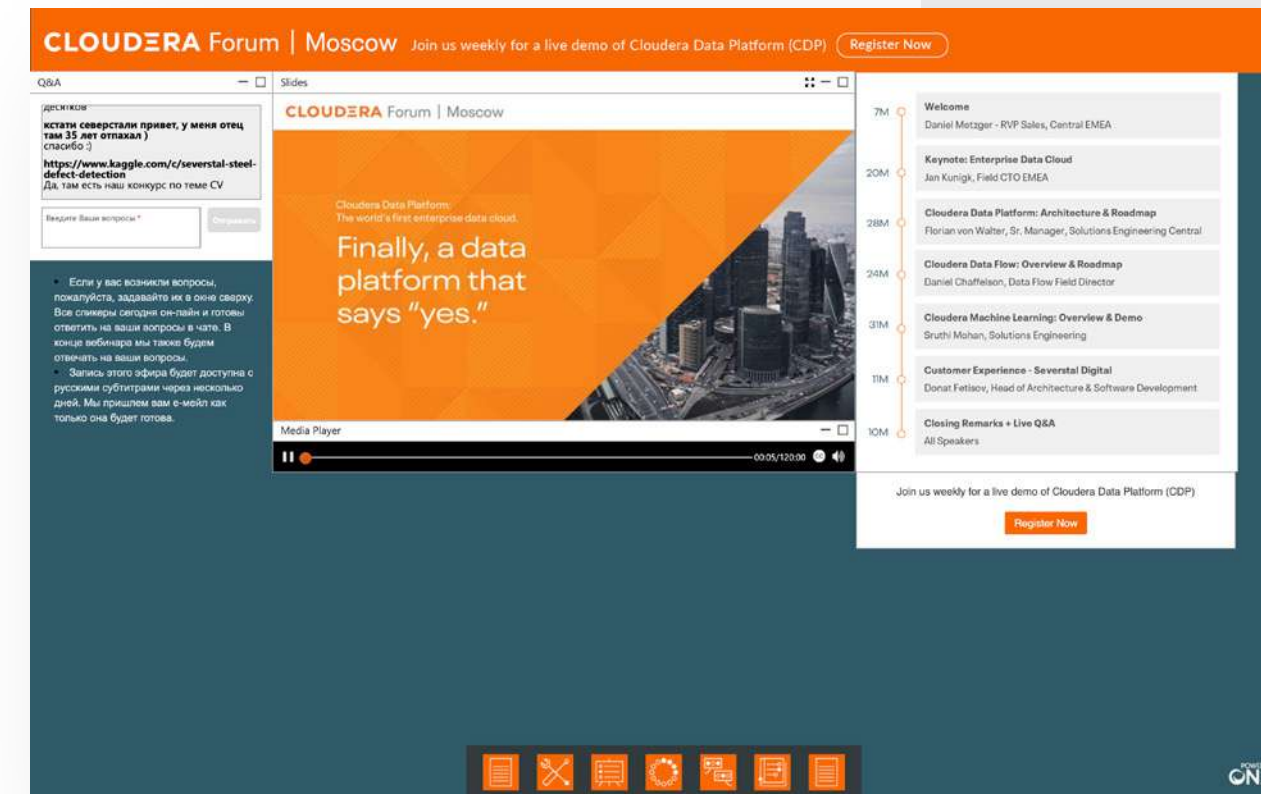 CLOUDERA Forum | Moscow Join us weekly for a live demo of Cloudera Data Platform (CDP) Register Now
Q&A
десятков
кстати северстали привет, у меня отец
там 35 лет отпахал )
спасибо :)
https://www.kaggle.com/c/severstal-steel-
defect-detection
Да, там есть наш конкурс по теме CV
Введите Ваши вопросы *
Отправить
• Если у вас возникли вопросы,
пожалуйста, задавайте их в окне сверху.
Все спикеры сегодня он-лайн и готовы
ответить на ваши вопросы в чате. В
конце вебинара мы также будем
отвечать на ваши вопросы.
• Запись этого эфира будет доступна с
русскими субтитрами через несколько
дней. Мы пришлем вам е-мейл как
только она будет готова.
Slides
CLOUDERA Forum | Moscow
Cloudera Data Platform:
The world's first enterprise data cloud.
Finally, a data
platform that
says "yes."
Media Player
00:05/120:00
7M
Welcome
Daniel Metzger - RVP Sales, Central EMEA
20M
Keynote: Enterprise Data Cloud
Jan Kunigk, Field CTO EMEA
28M
Cloudera Data Platform: Architecture & Roadmap
Florian von Walter, Sr. Manager, Solutions Engineering Central
24M
Cloudera Data Flow: Overview & Roadmap
Daniel Chaffelson, Data Flow Field Director
31M
Cloudera Machine Learning: Overview & Demo
Sruthi Mohan, Solutions Engineering
11M
Customer Experience - Severstal Digital
Donat Fetisov, Head of Architecture & Software Development
10M
Closing Remarks + Live Q&A
All Speakers
Join us weekly for a live demo of Cloudera Data Platform (CDP)
Register Now